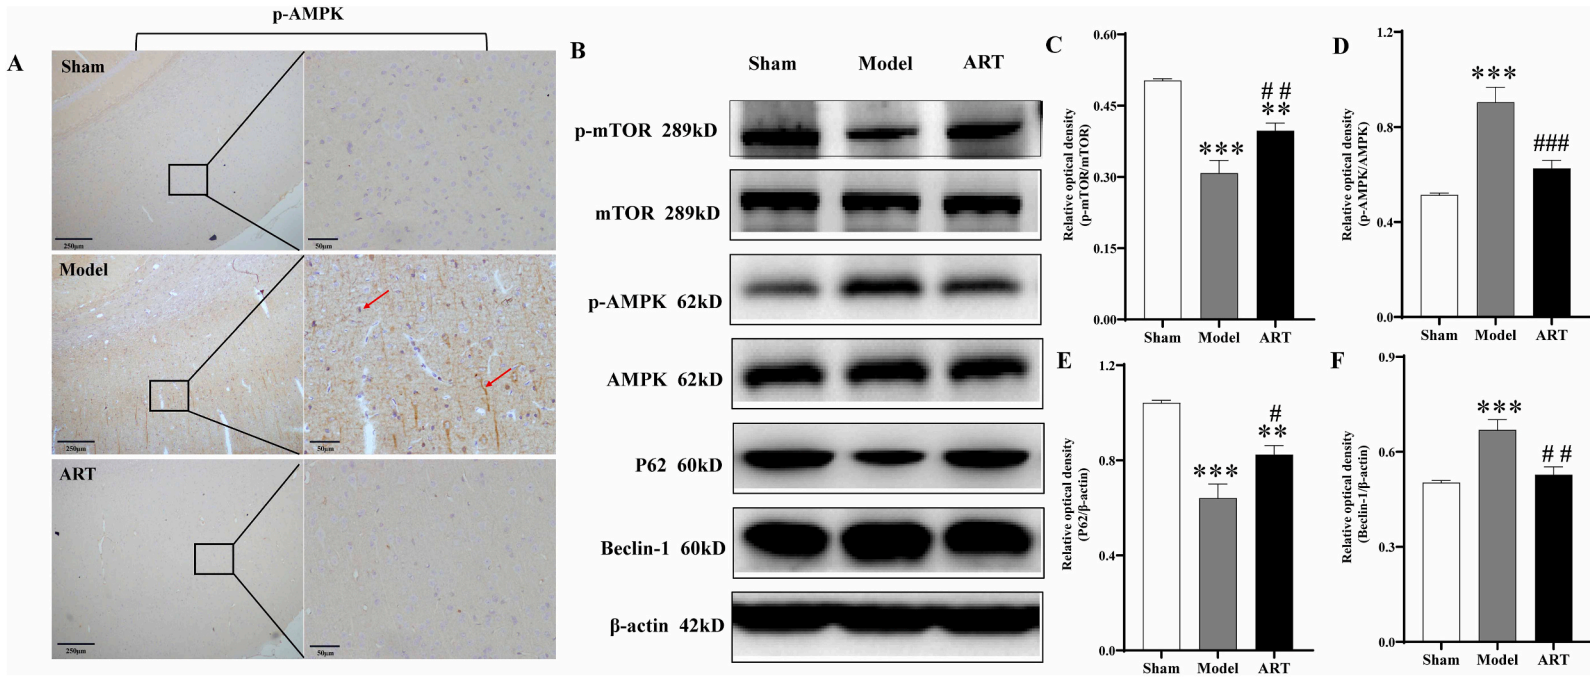 p-AMPK
A
Sham
250μm
50μm
Model
250μm
50μm
ART
250μm
50μm
B
Sham Model ART
p-mTOR 289kD
mTOR 289kD
p-AMPK 62kD
AMPK 62kD
P62 60kD
Beclin-1 60kD
β-actin 42kD
C
Relative optical density
(p-mTOR/mTOR)
0.60
0.45
0.30
0.15
0.00
***
# #
**
Sham Model ART
D
Relative optical density
(p-AMPK/AMPK)
1.2
0.8
0.4
0.0
***
###
Sham Model ART
E
Relative optical density
(P62/β-actin)
1.2
0.8
0.4
0.0
***
#
**
Sham Model ART
F
Relative optical density
(Beclin-1/β-actin)
0.9
0.6
0.3
0.0
***
# #
Sham Model ART